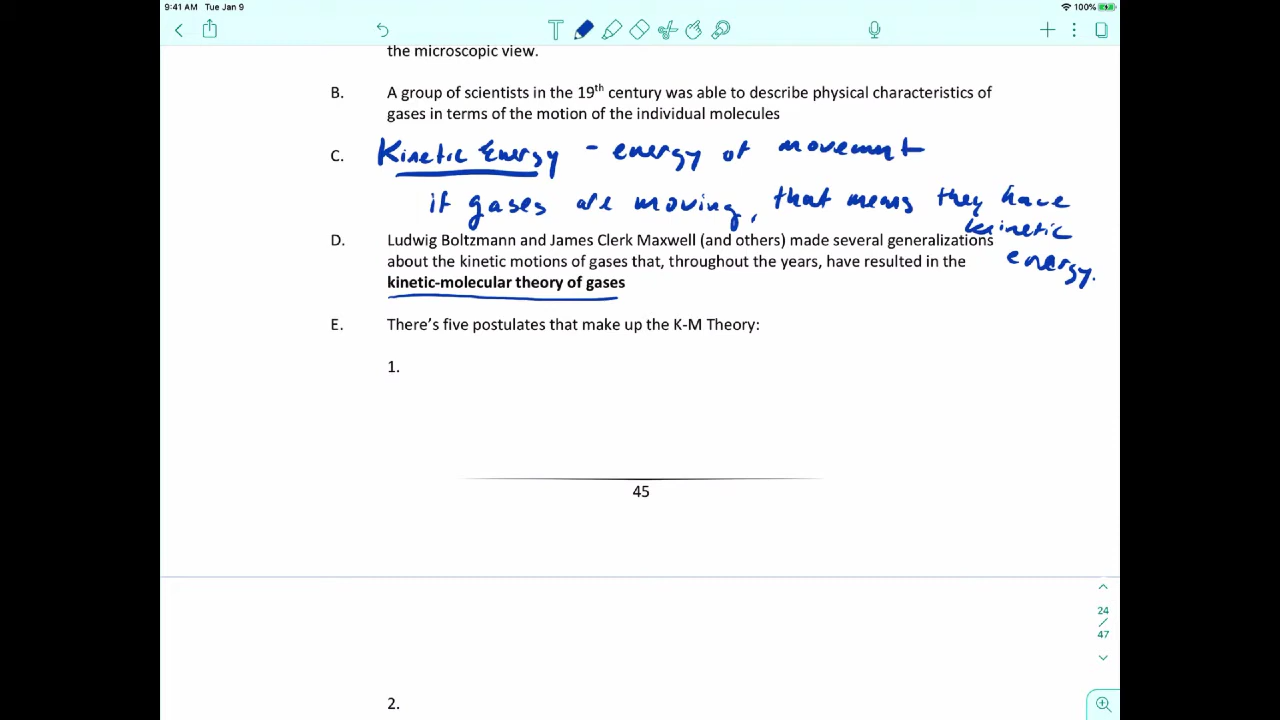 9:41 AM Tue Jan 9
100%
T
the microscopic view.
B. A group of scientists in the 19th century was able to describe physical characteristics of
gases in terms of the motion of the individual molecules
C. Kinetic Energy - energy of movement
if gases are moving, that means they have
kinetic
energy.
D. Ludwig Boltzmann and James Clerk Maxwell (and others) made several generalizations
about the kinetic motions of gases that, throughout the years, have resulted in the
kinetic-molecular theory of gases
E. There's five postulates that make up the K-M Theory:
1.
45
24
/
47
2.